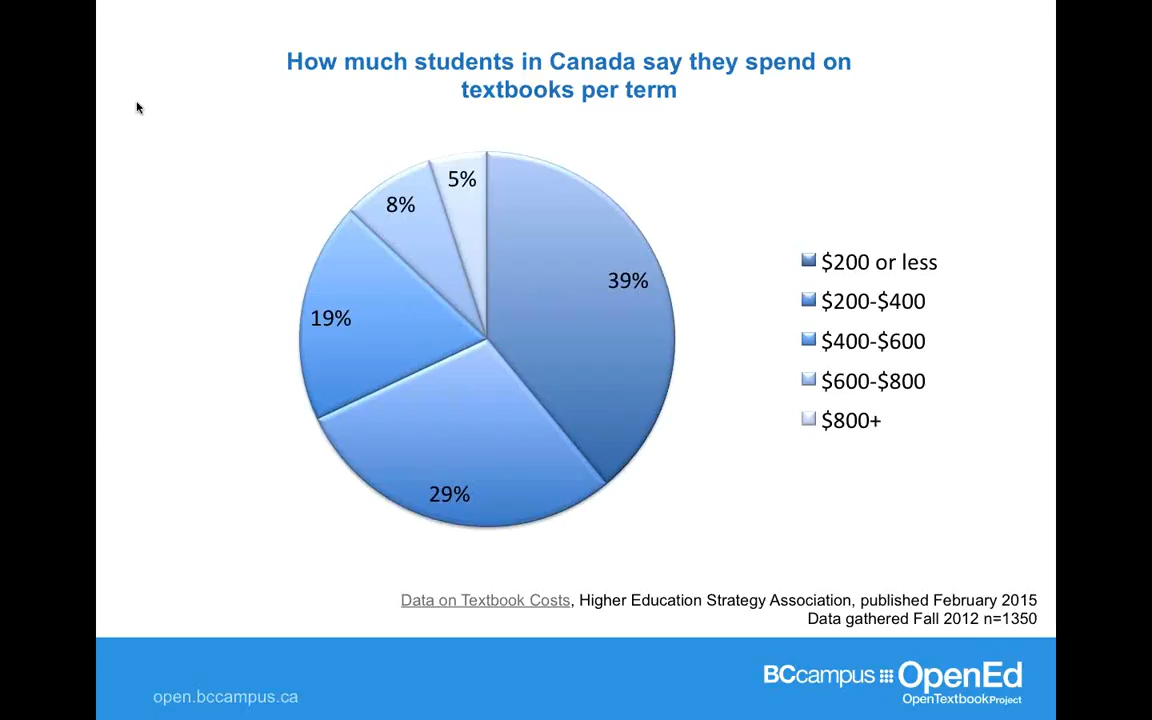 How much students in Canada say they spend on
textbooks per term
5%
8%
39%
19%
29%
$200 or less
$200-$400
$400-$600
$600-$800
$800+
Data on Textbook Costs, Higher Education Strategy Association, published February 2015
Data gathered Fall 2012 n=1350
open.bccampus.ca
BCcampus OpenEd
OpenTextbookProject